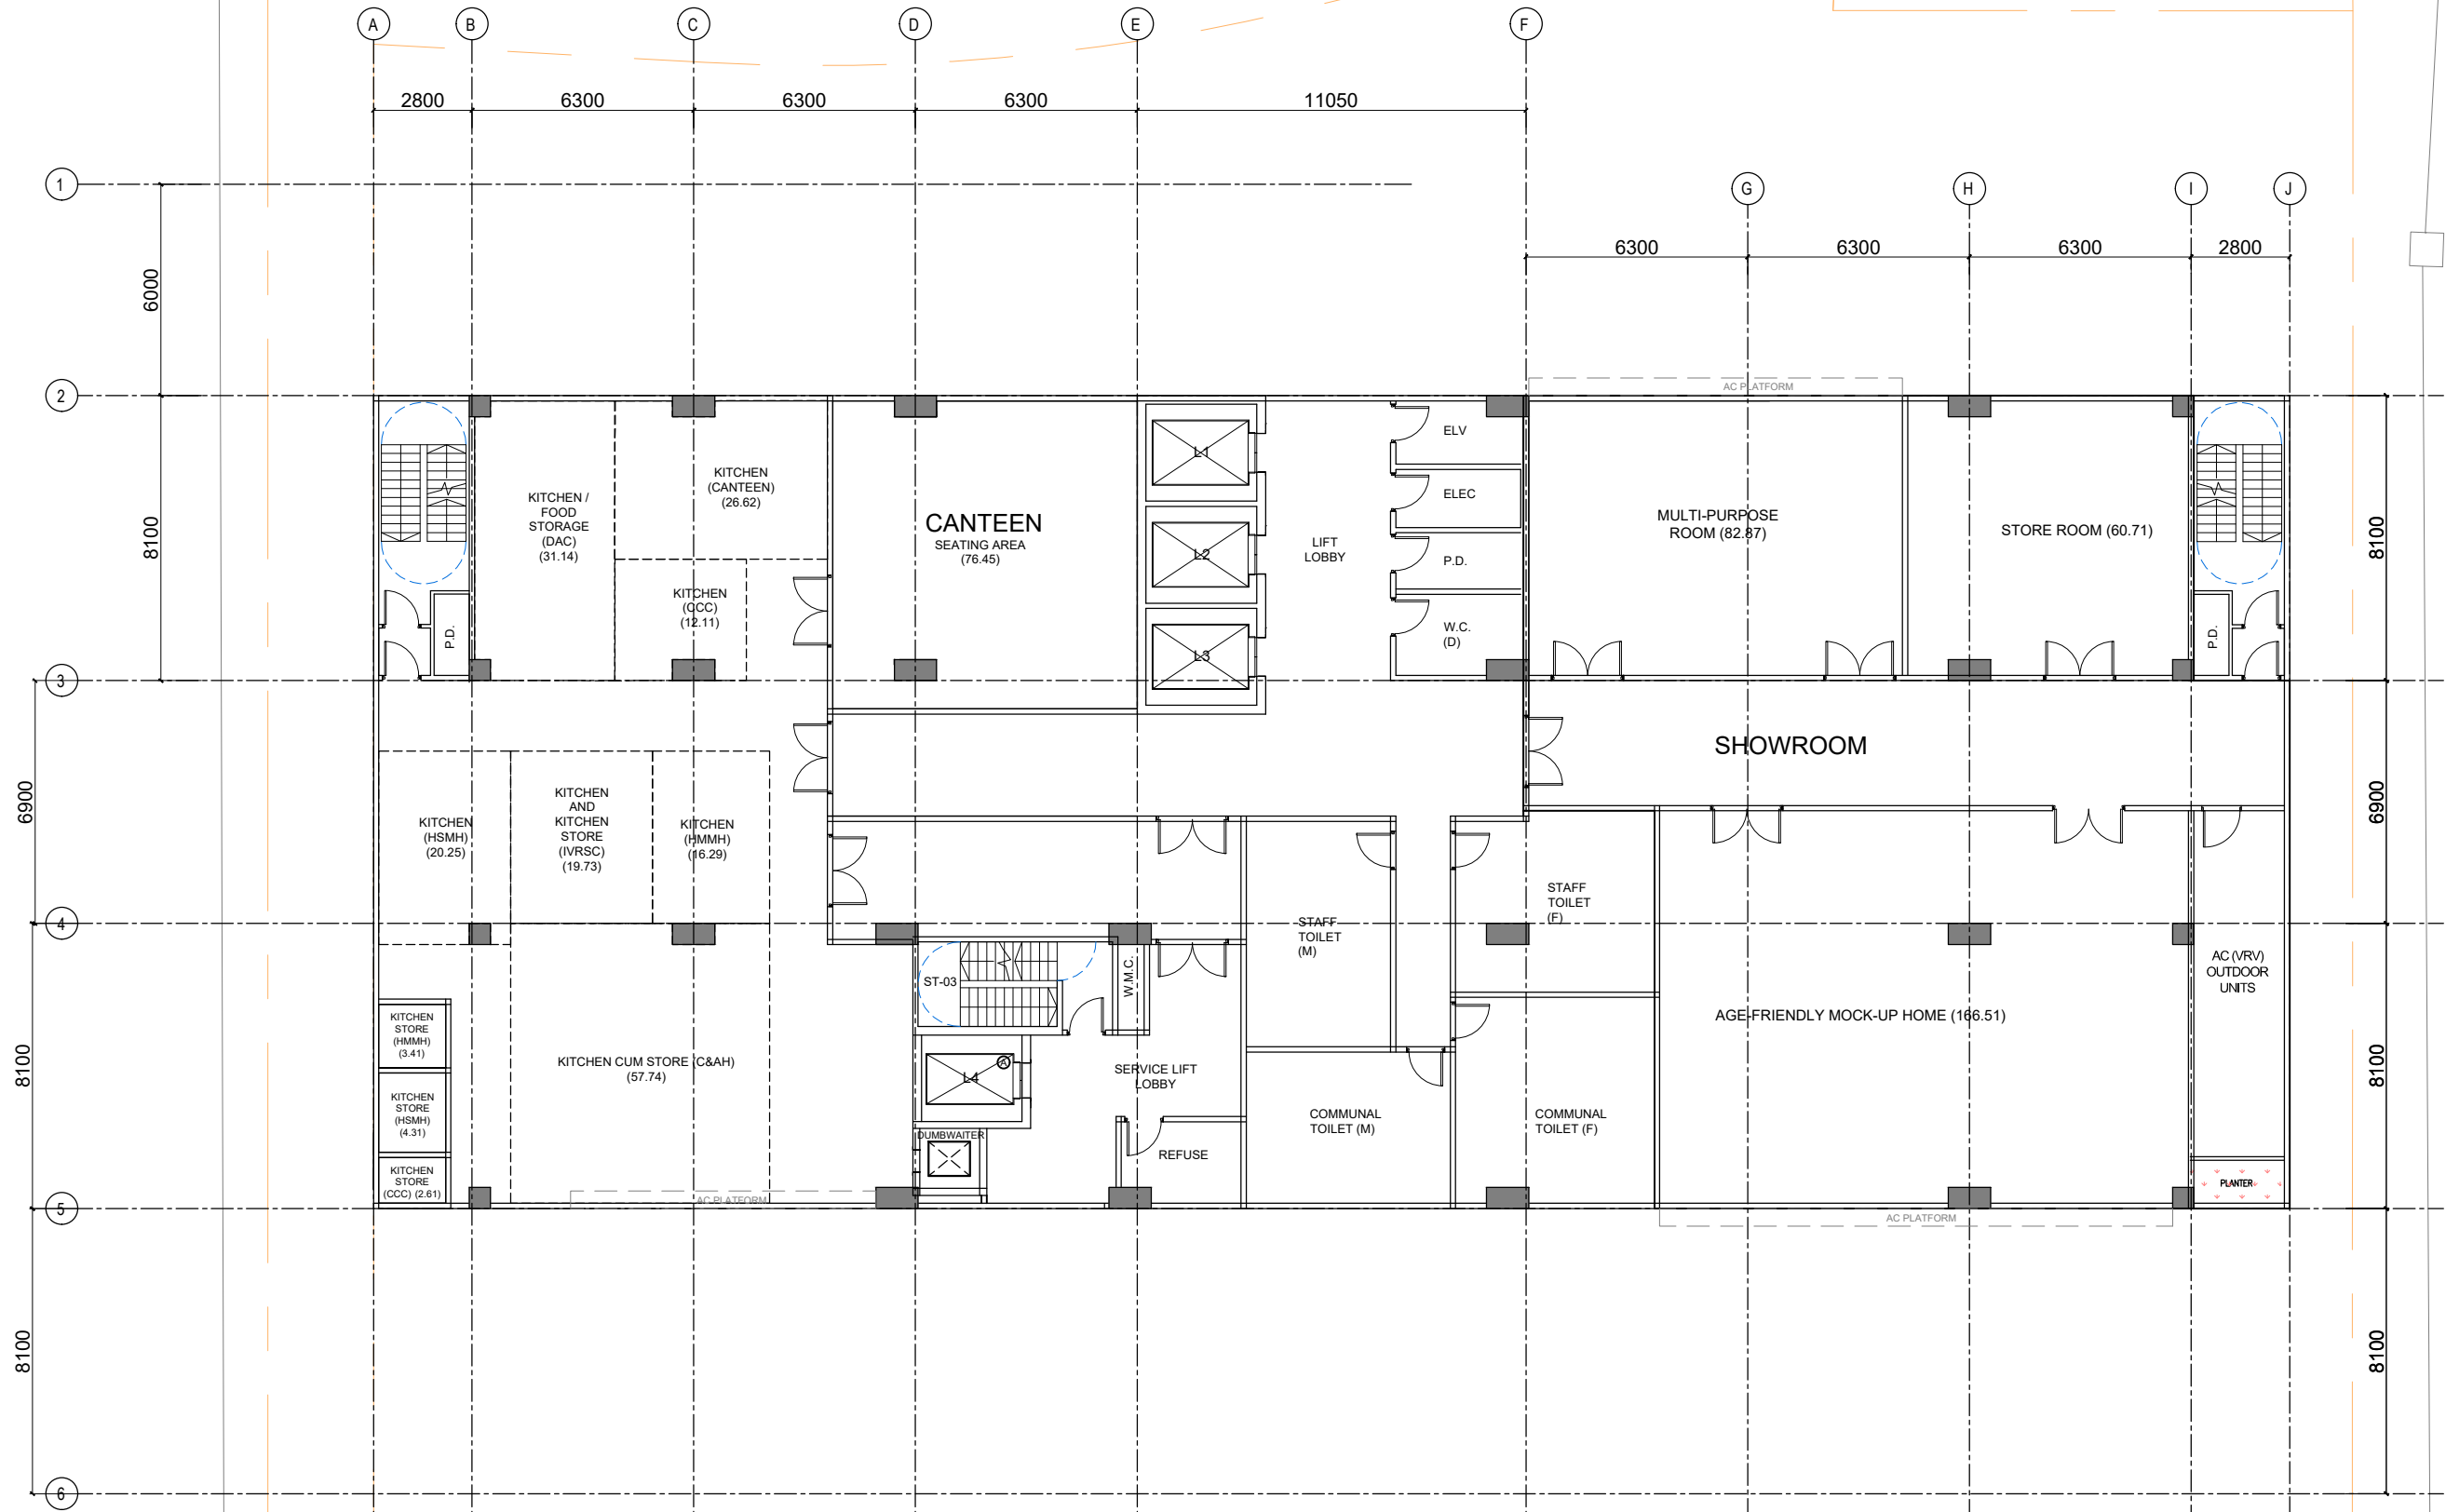 A
B
C
D
E
F
2800
6300
6300
6300
11050
1
G
H
I
J
6300
6300
6300
2800
6000
2
AC PLATFORM
8100
8100
KITCHEN /
FOOD
STORAGE
(DAC)
(31.14)
KITCHEN
(CANTEEN)
(26.62)
KITCHEN
(CCC)
(12.11)
CANTEEN
SEATING AREA
(76.45)
L1
L2
L3
LIFT
LOBBY
ELV
ELEC
P.D.
W.C.
(D)
MULTI-PURPOSE
ROOM (82.87)
STORE ROOM (60.71)
P.D.
P.D.
3
SHOWROOM
6900
6900
KITCHEN
(HSMH)
(20.25)
KITCHEN
AND
KITCHEN
STORE
(IVRSC)
(19.73)
KITCHEN
(HMMH)
(16.29)
STAFF
TOILET
(M)
STAFF
TOILET
(F)
4
ST-03
W.M.C.
AC (VRV)
OUTDOOR
UNITS
KITCHEN
STORE
(HMMH)
(3.41)
KITCHEN
STORE
(HSMH)
(4.31)
KITCHEN
STORE
(CCC) (2.61)
KITCHEN CUM STORE (C&AH)
(57.74)
L4
A
SERVICE LIFT
LOBBY
DUMBWAITER
REFUSE
COMMUNAL
TOILET (M)
COMMUNAL
TOILET (F)
AGE-FRIENDLY MOCK-UP HOME (166.51)
8100
8100
PLANTER
AC PLATFORM
AC PLATFORM
5
8100
8100
6